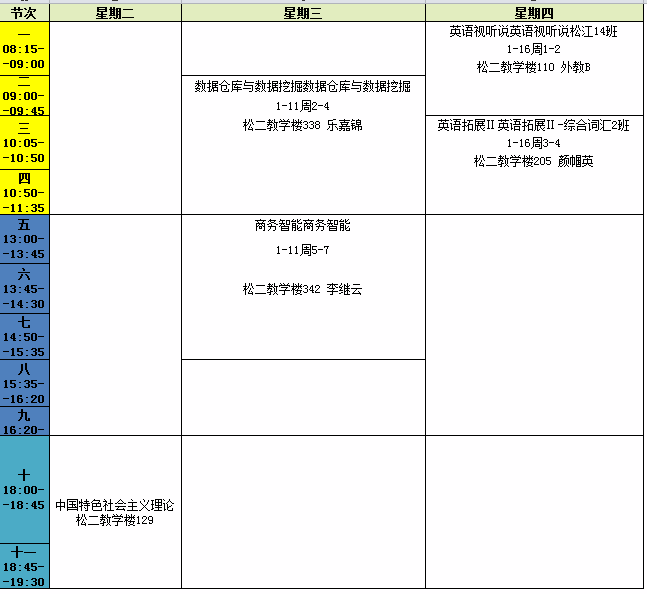 节次 星期二 星期三 星期四
一
08:15-
-09:00
二
09:00-
-09:45
三
10:05-
-10:50
四
10:50-
-11:35
五
13:00-
-13:45
六
13:45-
-14:30
七
14:50-
-15:35
八
15:35-
-16:20
九
16:20-
十
18:00-
-18:45
十一
18:45-
-19:30
中国特色社会主义理论
松二教学楼129
数据仓库与数据挖掘数据仓库与数据挖掘
1-11周2-4
松二教学楼338 乐嘉锦
商务智能商务智能
1-11周5-7
松二教学楼342 李继云
英语视听说英语视听说松江14班
1-16周1-2
松二教学楼110 外教B
英语拓展Ⅱ英语拓展Ⅱ-综合词汇2班
1-16周3-4
松二教学楼205 颜帼英